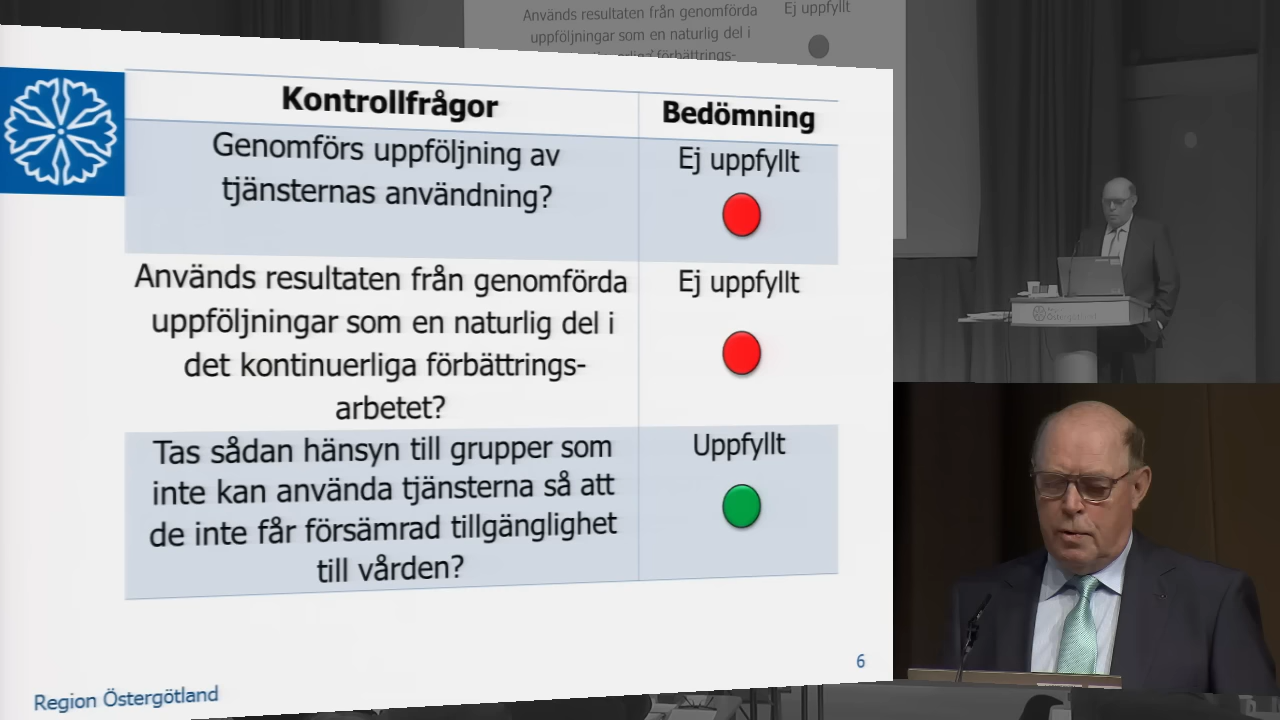 Används resultaten från genomförda
Ej uppfyllt
uppföljningar som en naturlig del i
Kontrollfrågor
Bedömning
Genomförs uppföljning av
tjänsternas användning?
Ej uppfyllt
Används resultaten från genomförda
uppföljningar som en naturlig del i
det kontinuerliga förbättrings-
arbetet?
Ej uppfyllt
Tas sådan hänsyn till grupper som
inte kan använda tjänsterna så att
de inte får försämrad tillgänglighet
till vården?
Uppfyllt
6
Region Östergötland